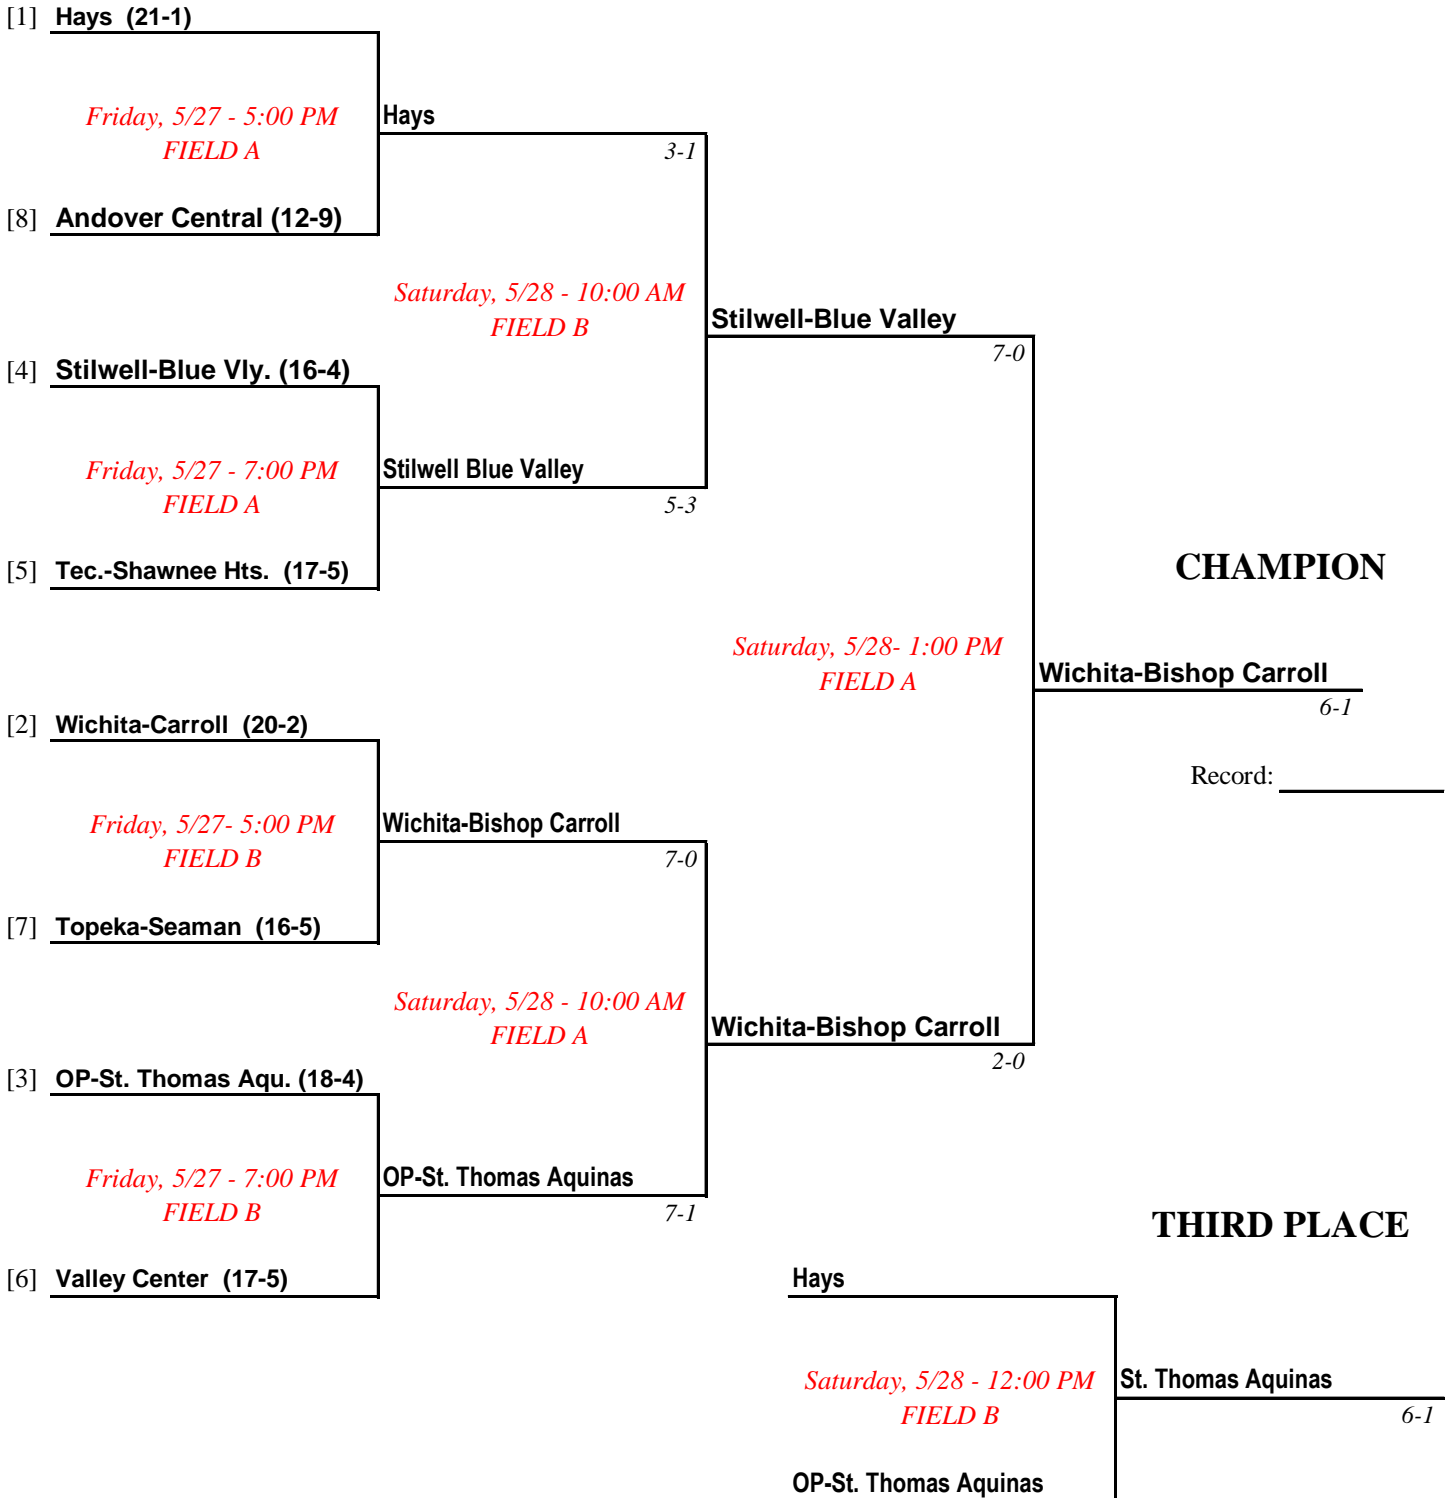 [1] Hays (21-1)
Friday, 5/27 - 5:00 PM
FIELD A
Hays
3-1
[8] Andover Central (12-9)
Saturday, 5/28 - 10:00 AM
FIELD B
Stilwell-Blue Valley
7-0
[4] Stilwell-Blue Vly. (16-4)
Friday, 5/27 - 7:00 PM
FIELD A
Stilwell Blue Valley
5-3
[5] Tec.-Shawnee Hts. (17-5)
CHAMPION
Saturday, 5/28- 1:00 PM
FIELD A
Wichita-Bishop Carroll
6-1
Record:
[2] Wichita-Carroll (20-2)
Friday, 5/27- 5:00 PM
FIELD B
Wichita-Bishop Carroll
7-0
[7] Topeka-Seaman (16-5)
Saturday, 5/28 - 10:00 AM
FIELD A
Wichita-Bishop Carroll
2-0
[3] OP-St. Thomas Aqu. (18-4)
Friday, 5/27 - 7:00 PM
FIELD B
OP-St. Thomas Aquinas
7-1
[6] Valley Center (17-5)
THIRD PLACE
Hays
Saturday, 5/28 - 12:00 PM
FIELD B
St. Thomas Aquinas
6-1
OP-St. Thomas Aquinas